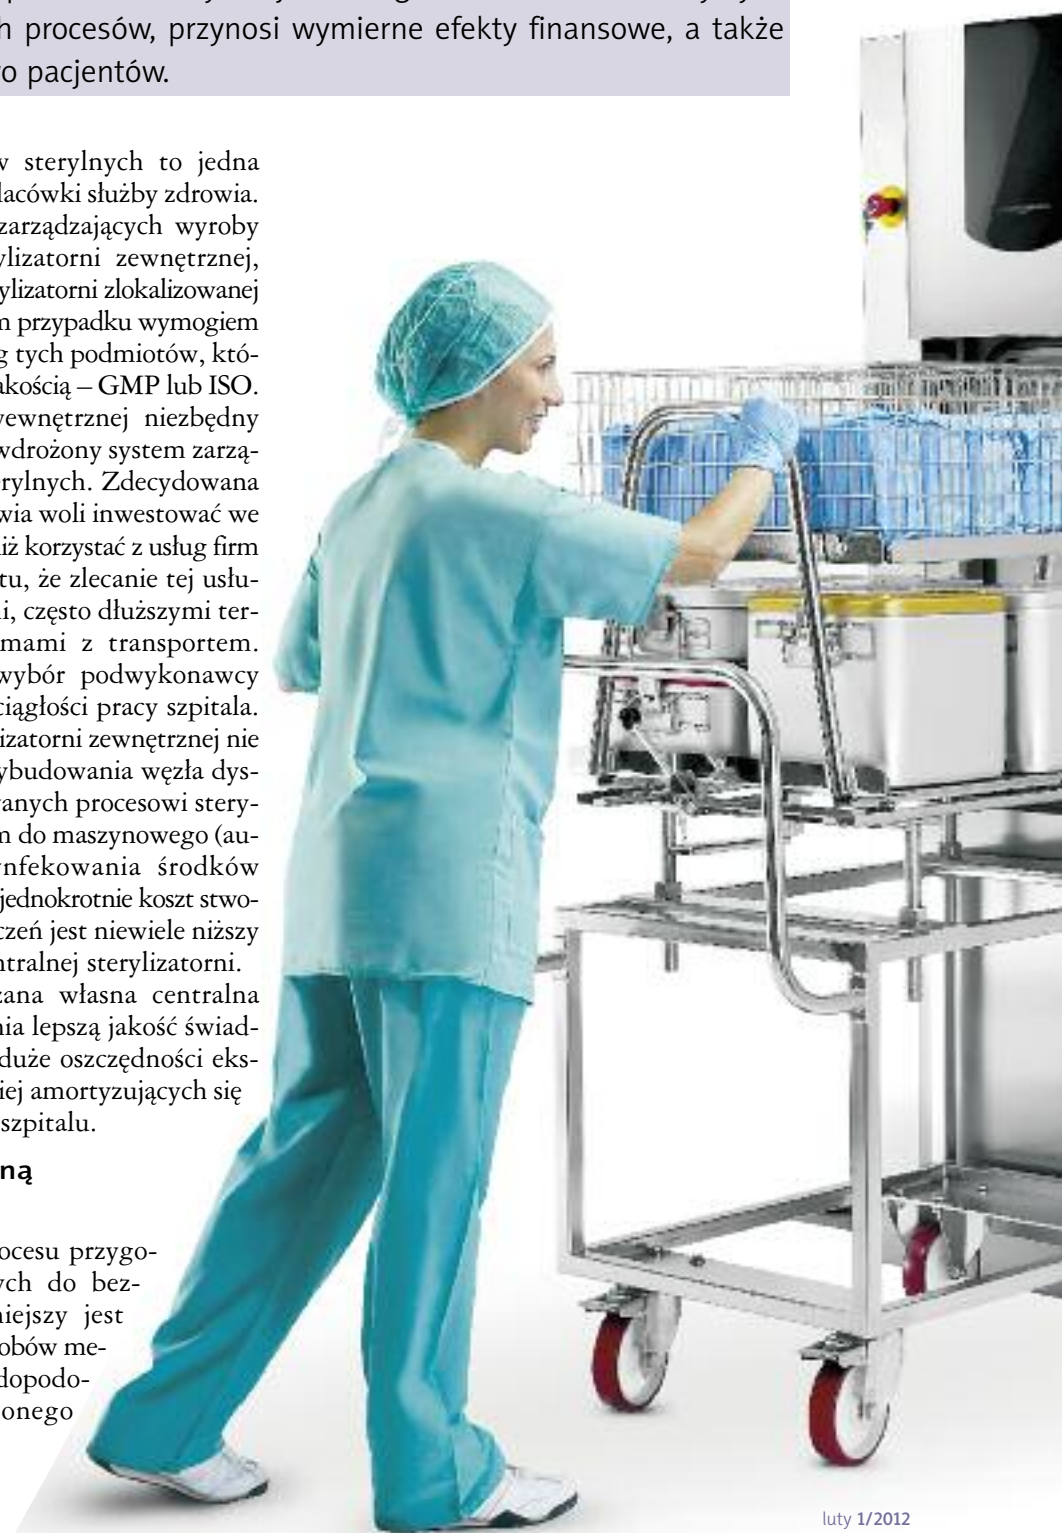 h procesów, przynosi wymierne efekty finansowe, a także
o pacjentów.
w sterylnych to jedna
lacówki służby zdrowia.
zarządzających wyroby
ylizatorni zewnętrznej,
ylizatorni zlokalizowanej
m przypadku wymogiem
g tych podmiotów, któ-
akością – GMP lub ISO.
wewnętrznej niezbędny
wdrożony system zarzą-
erylnych. Zdecydowana
wia woli inwestować we
iż korzystać z usług firm
tu, że zlecanie tej usłu-
i, często dłuższymi ter-
mami z transportem.
wybór podwykonawcy
ciągłości pracy szpitala.
izatorni zewnętrznej nie
ybudowania węzła dys-
wanych procesowi stery-
m do maszynowego (au-
ynfekowania środków
jednokrotnie koszt stwo-
czeń jest niewiele niższy
ntralnej sterylizatorni.
zana własna centralna
nia lepszą jakość świad-
duże oszczędności eks-
iej amortyzujących się
szpitalu.
ną
ocesu przygo-
ych do bez-
niejszy jest
obów me-
dopodo-
onego
luty 1/2012